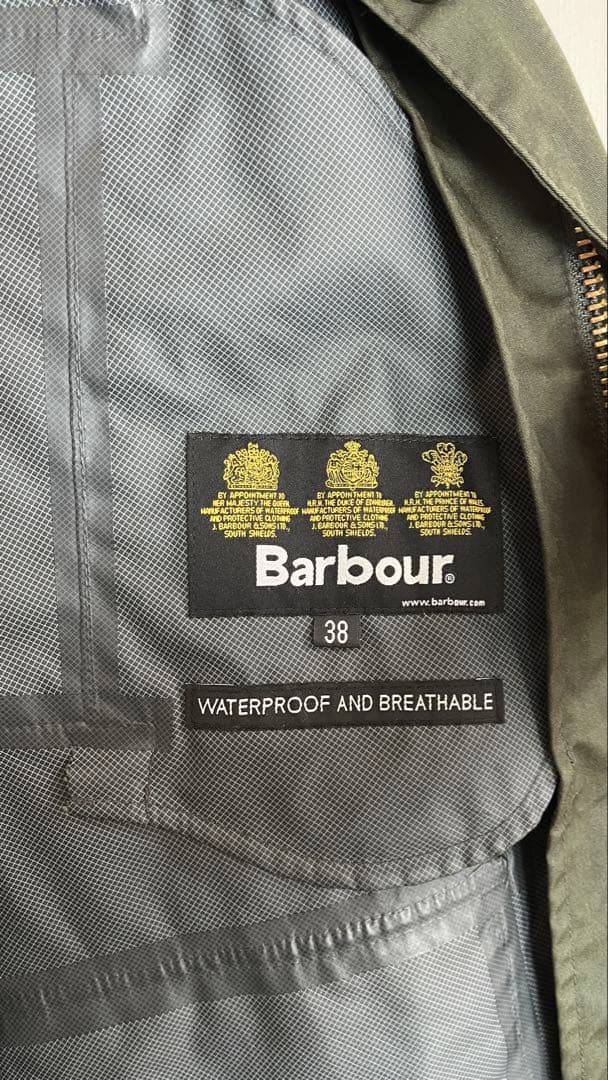 BY APPOINTMENT TO
HER MAJESTY THE QUEEN
MANUFACTURERS OF WATERPROOF
AND PROTECTIVE CLOTHING
J. BARBOUR & SONS LTD.,
SOUTH SHIELDS.
BY APPOINTMENT TO
H.R.H. THE DUKE OF EDINBURGH
MANUFACTURERS OF WATERPROOF
AND PROTECTIVE CLOTHING
J. BARBOUR & SONS LTD.,
SOUTH SHIELDS.
BY APPOINTMENT TO
H.R.H. THE PRINCE OF WALES
MANUFACTURERS OF WATERPROOF
AND PROTECTIVE CLOTHING
J. BARBOUR & SONS LTD.,
SOUTH SHIELDS.
Barbour®
www.barbour.com
38
WATERPROOF AND BREATHABLE